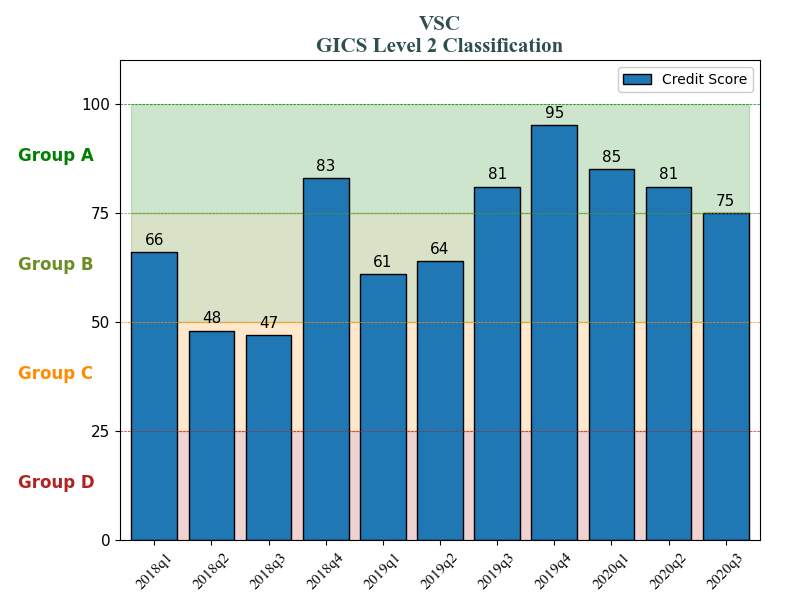 VSC
GICS Level 2 Classification
Credit Score
100
75
50
25
0
Group A
Group B
Group C
Group D
66
48
47
83
61
64
81
95
85
81
75
2018q1
2018q2
2018q3
2018q4
2019q1
2019q2
2019q3
2019q4
2020q1
2020q2
2020q3